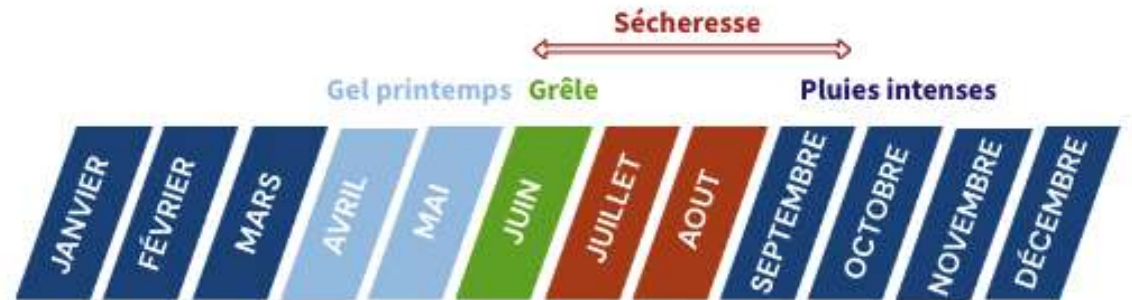 Sécheresse
Gel printemps Grêle Pluies intenses
JANVIER FÉVRIER MARS AVRIL MAI JUIN JUILLET AOUT SEPTEMBRE OCTOBRE NOVEMBRE DÉCEMBRE